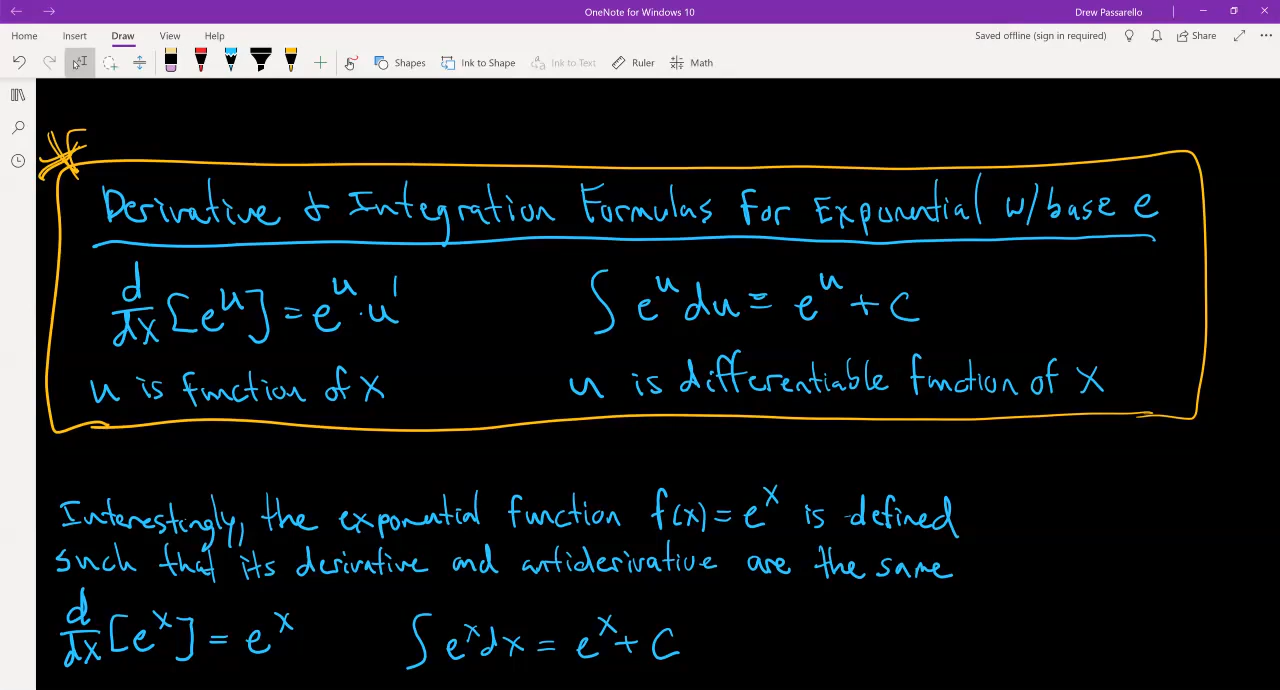 OneNote for Windows 10
Drew Passarello
Home Insert Draw View Help
Saved offline (sign in required) Share
Shapes Ink to Shape Ink to Text Ruler Math
Derivative & Integration Formulas For Exponential w/base e
d/dx [e^u] = e^u · u'
∫ e^u du = e^u + C
u is function of x
u is differentiable function of x
Interestingly, the exponential function f(x) = e^x is defined
such that its derivative and antiderivative are the same
d/dx [e^x] = e^x
∫ e^x dx = e^x + C